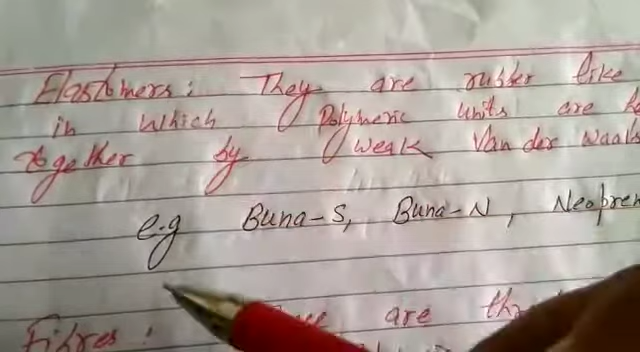 Elastomers: They are rubber like
in which Polymeric units are
together by weak Van der Waals
e.g Buna-S, Buna-N, Neopren
Fibres: are